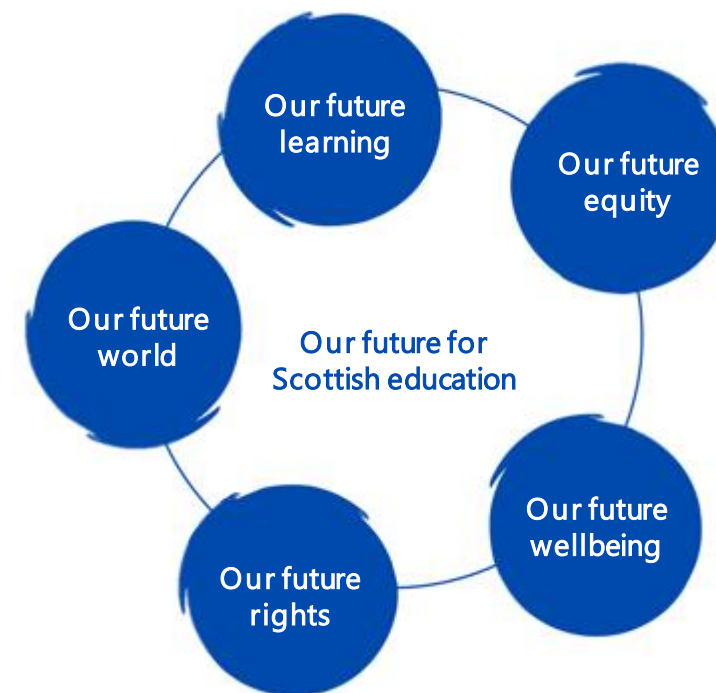 Our future
learning
Our future
equity
Our future
world
Our future for
Scottish education
Our future
wellbeing
Our future
rights